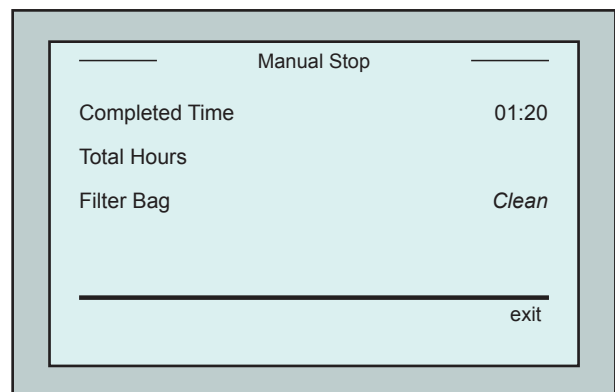 Manual Stop
Completed Time 01:20
Total Hours
Filter Bag Clean
exit